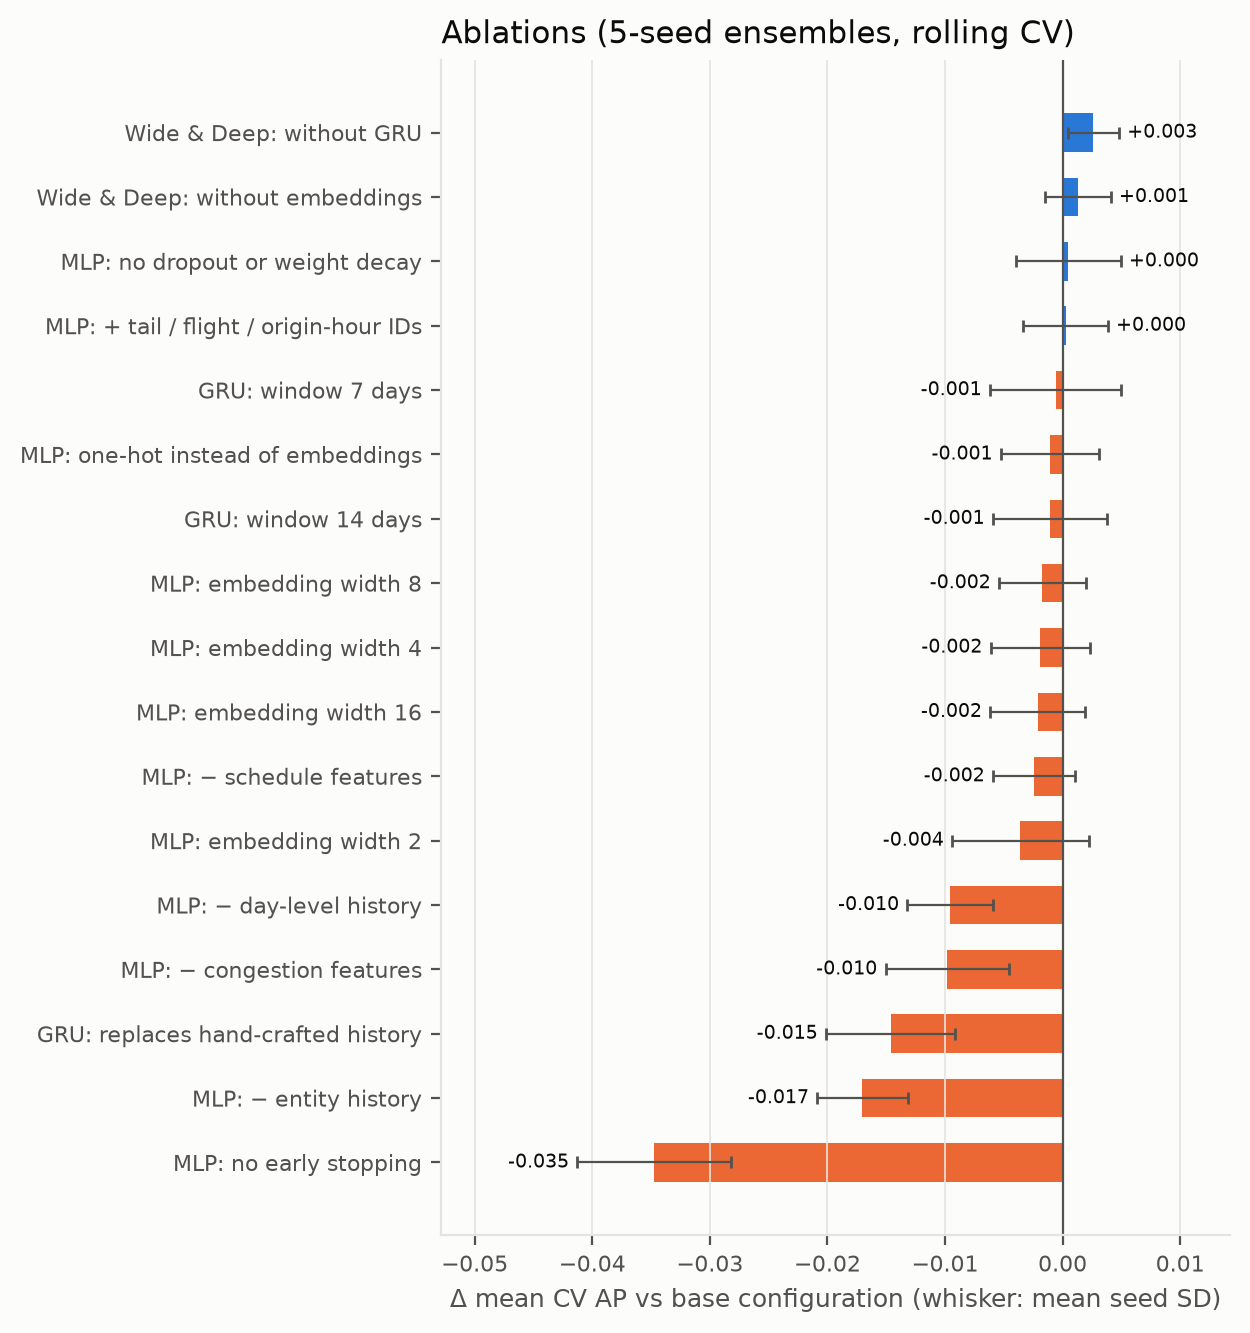 Ablations (5-seed ensembles, rolling CV)
Wide & Deep: without GRU +0.003
Wide & Deep: without embeddings +0.001
MLP: no dropout or weight decay +0.000
MLP: + tail / flight / origin-hour IDs +0.000
GRU: window 7 days -0.001
MLP: one-hot instead of embeddings -0.001
GRU: window 14 days -0.001
MLP: embedding width 8 -0.002
MLP: embedding width 4 -0.002
MLP: embedding width 16 -0.002
MLP: − schedule features -0.002
MLP: embedding width 2 -0.004
MLP: − day-level history -0.010
MLP: − congestion features -0.010
GRU: replaces hand-crafted history -0.015
MLP: − entity history -0.017
MLP: no early stopping -0.035
−0.05 −0.04 −0.03 −0.02 −0.01 0.00 0.01
Δ mean CV AP vs base configuration (whisker: mean seed SD)